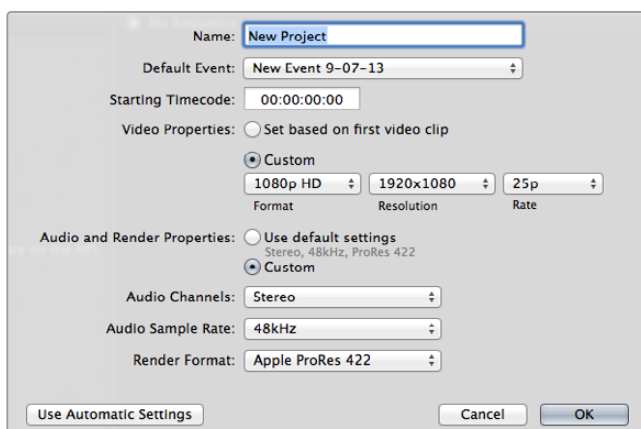 Name: New Project
Default Event: New Event 9-07-13
Starting Timecode: 00:00:00:00
Video Properties: Set based on first video clip
Custom
1080p HD 1920x1080 25p
Format Resolution Rate
Audio and Render Properties: Use default settings
Stereo, 48kHz, ProRes 422
Custom
Audio Channels: Stereo
Audio Sample Rate: 48kHz
Render Format: Apple ProRes 422
Use Automatic Settings Cancel OK